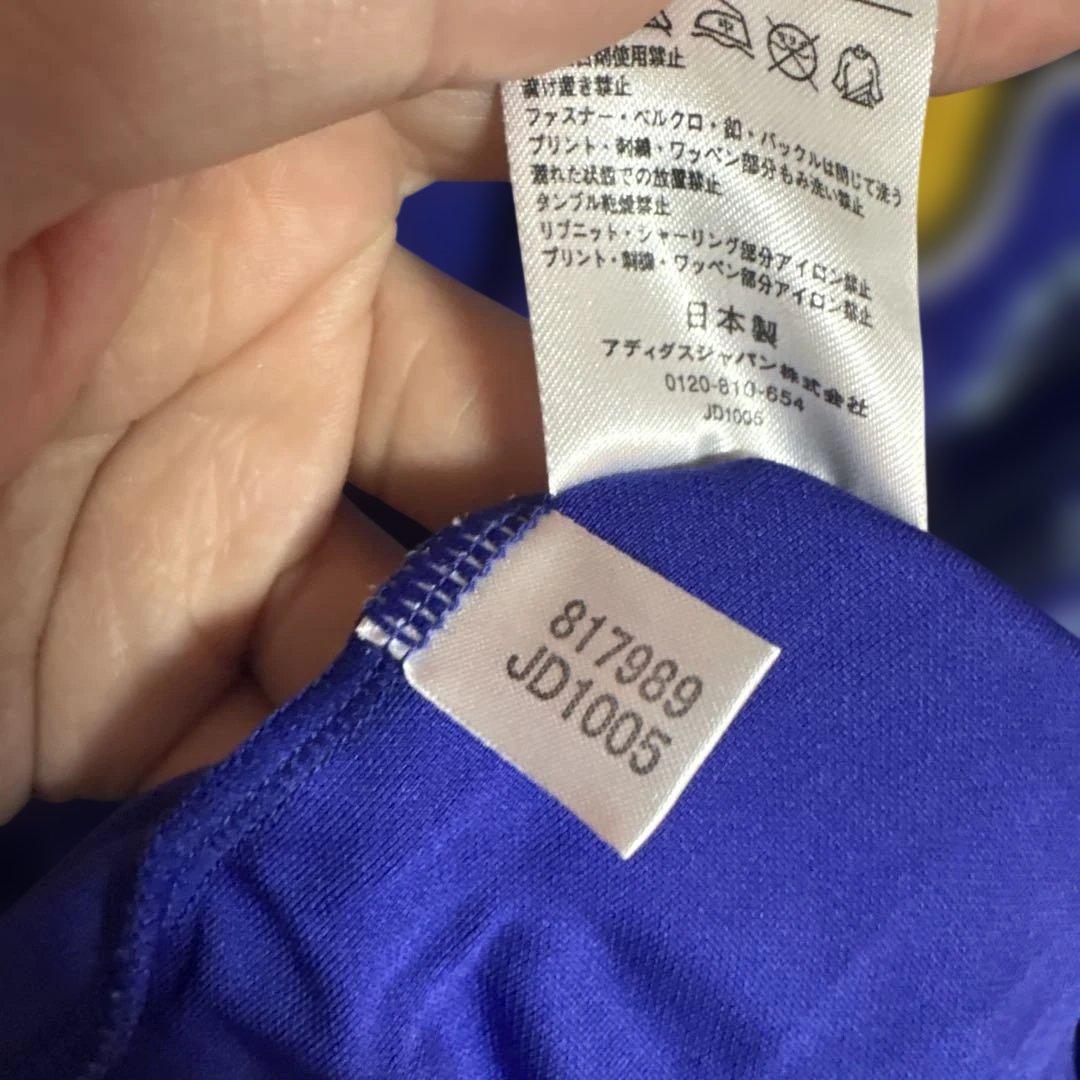 剤使用禁止
漬け置き禁止
ファスナー・ベルクロ・釦・バックルは閉じて洗う
プリント・刺繍・ワッペン部分もみ洗い禁止
濡れた状態での放置禁止
タンブル乾燥禁止
リブニット・シャーリング部分アイロン禁止
プリント・刺繍・ワッペン部分アイロン禁止
日本製
アディダスジャパン株式会社
0120-810-654
JD1005
817989
JD1005